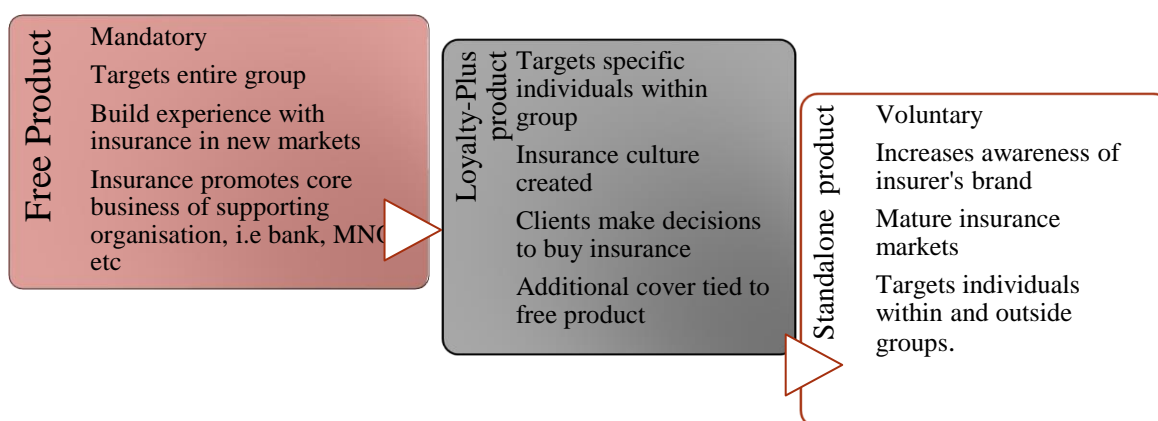 Free Product
Mandatory
Targets entire group
Build experience with
insurance in new markets
Insurance promotes core
business of supporting
organisation, i.e bank, MNO
etc
Loyalty-Plus
product
Targets specific
individuals within
group
Insurance culture
created
Clients make decisions
to buy insurance
Additional cover tied to
free product
Standalone product
Voluntary
Increases awareness of
insurer's brand
Mature insurance
markets
Targets individuals
within and outside
groups.